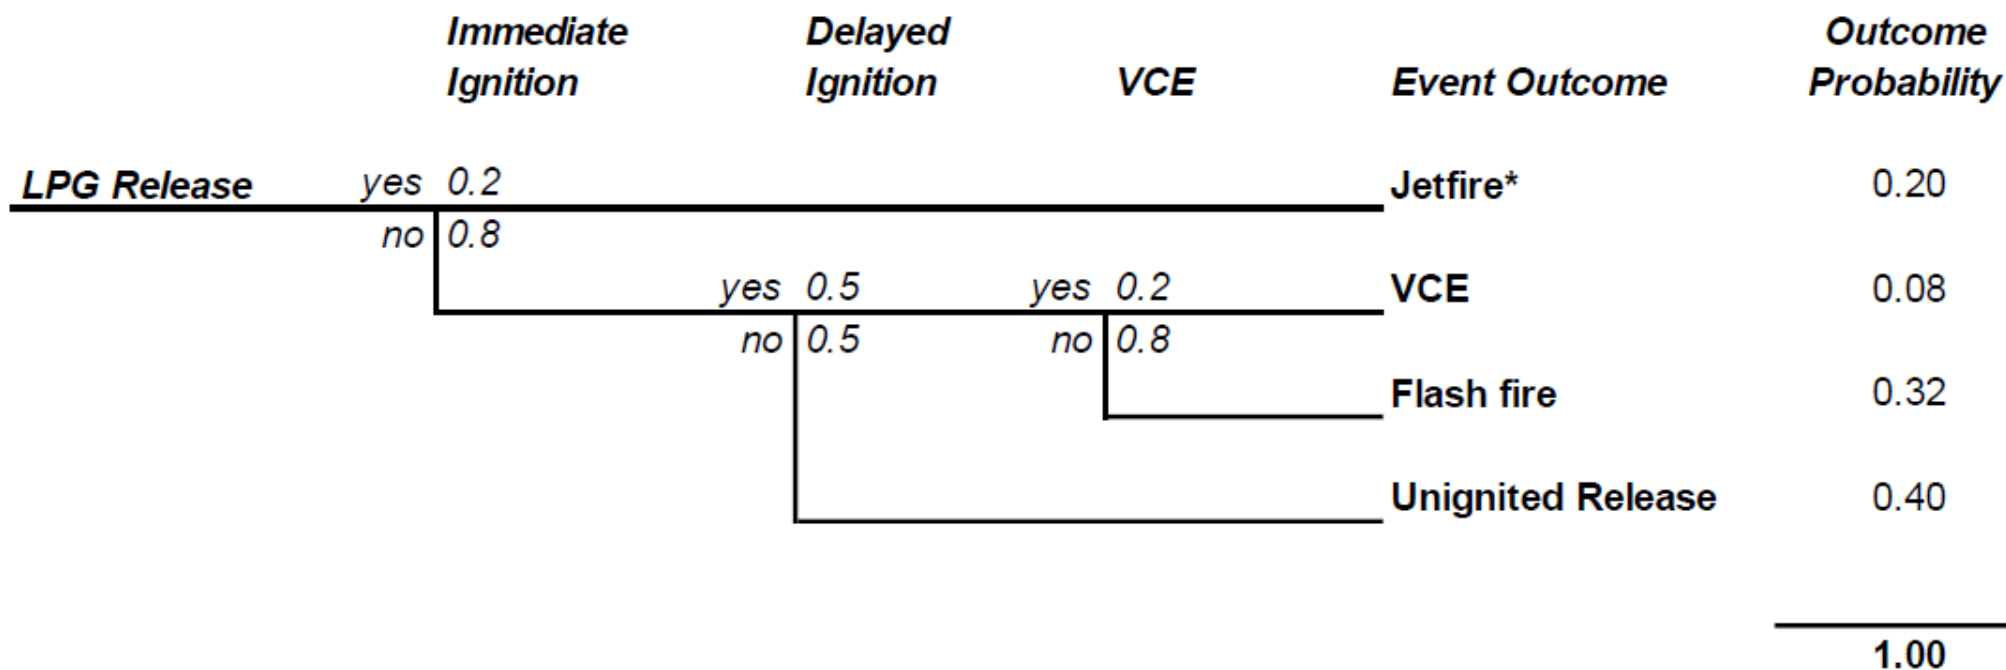 Immediate Delayed Outcome
Ignition Ignition VCE Event Outcome Probability
LPG Release yes 0.2 Jetfire* 0.20
no 0.8
yes 0.5 yes 0.2 VCE 0.08
no 0.5 no 0.8
Flash fire 0.32
Unignited Release 0.40
1.00